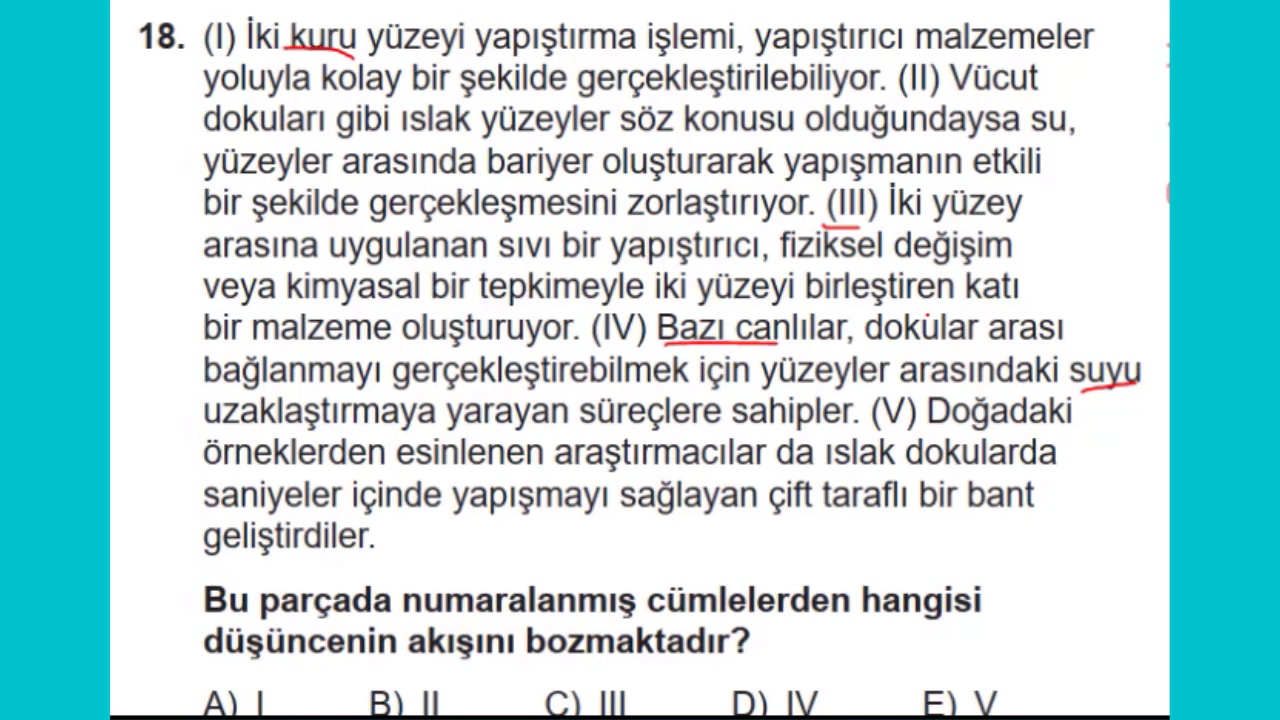 18. (I) İki kuru yüzeyi yapıştırma işlemi, yapıştırıcı malzemeler
yoluyla kolay bir şekilde gerçekleştirilebiliyor. (II) Vücut
dokuları gibi ıslak yüzeyler söz konusu olduğundaysa su,
yüzeyler arasında bariyer oluşturarak yapışmanın etkili
bir şekilde gerçekleşmesini zorlaştırıyor. (III) İki yüzey
arasına uygulanan sıvı bir yapıştırıcı, fiziksel değişim
veya kimyasal bir tepkimeyle iki yüzeyi birleştiren katı
bir malzeme oluşturuyor. (IV) Bazı canlılar, dokular arası
bağlanmayı gerçekleştirebilmek için yüzeyler arasındaki suyu
uzaklaştırmaya yarayan süreçlere sahipler. (V) Doğadaki
örneklerden esinlenen araştırmacılar da ıslak dokularda
saniyeler içinde yapışmayı sağlayan çift taraflı bir bant
geliştirdiler.
Bu parçada numaralanmış cümlelerden hangisi
düşüncenin akışını bozmaktadır?
A) I B) II C) III D) IV E) V